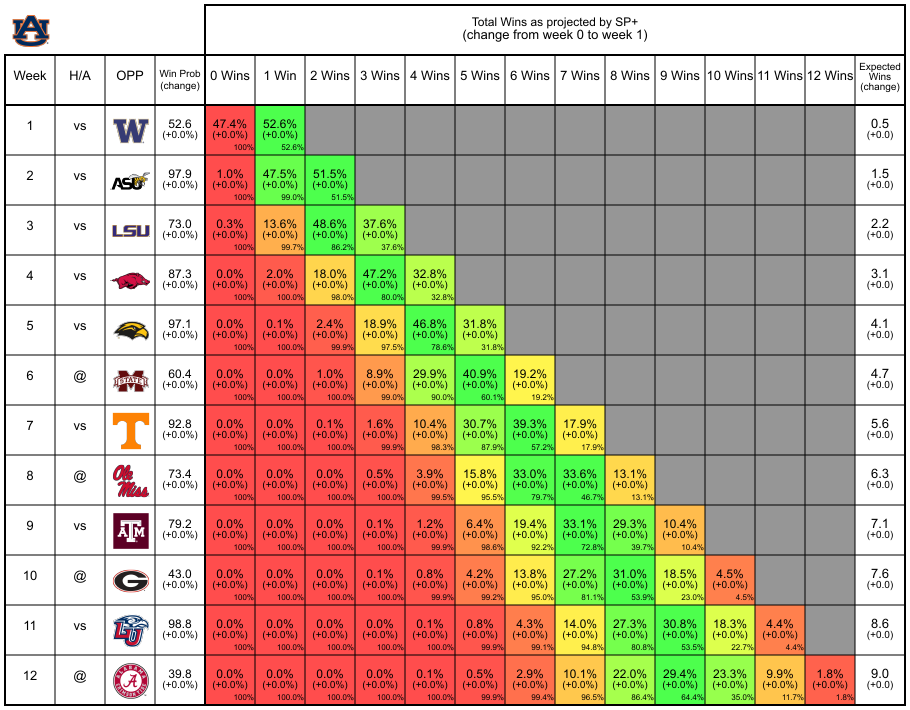 Total Wins as projected by SP+
(change from week 0 to week 1)
Week H/A OPP Win Prob (change) 0 Wins 1 Win 2 Wins 3 Wins 4 Wins 5 Wins 6 Wins 7 Wins 8 Wins 9 Wins 10 Wins 11 Wins 12 Wins Expected Wins (change)
1 vs W 52.6 47.4% 52.6% 0.5
(+0.0%) (+0.0%) (+0.0%) (+0.0)
100% 52.6%
2 vs ASU 97.9 1.0% 47.5% 51.5% 1.5
(+0.0%) (+0.0%) (+0.0%) (+0.0%) (+0.0)
100% 99.0% 51.5%
3 vs LSU 73.0 0.3% 13.6% 48.6% 37.6% 2.2
(+0.0%) (+0.0%) (+0.0%) (+0.0%) (+0.0%) (+0.0)
100% 99.7% 86.2% 37.6%
4 vs 87.3 0.0% 2.0% 18.0% 47.2% 32.8% 3.1
(+0.0%) (+0.0%) (+0.0%) (+0.0%) (+0.0%) (+0.0%) (+0.0)
100% 100.0% 98.0% 80.0% 32.8%
5 vs 97.1 0.0% 0.1% 2.4% 18.9% 46.8% 31.8% 4.1
(+0.0%) (+0.0%) (+0.0%) (+0.0%) (+0.0%) (+0.0%) (+0.0%) (+0.0)
100% 100.0% 99.9% 97.5% 78.6% 31.8%
6 @ M STATE 60.4 0.0% 0.0% 1.0% 8.9% 29.9% 40.9% 19.2% 4.7
(+0.0%) (+0.0%) (+0.0%) (+0.0%) (+0.0%) (+0.0%) (+0.0%) (+0.0%) (+0.0)
100% 100.0% 100.0% 99.0% 90.0% 60.1% 19.2%
7 vs T 92.8 0.0% 0.0% 0.1% 1.6% 10.4% 30.7% 39.3% 17.9% 5.6
(+0.0%) (+0.0%) (+0.0%) (+0.0%) (+0.0%) (+0.0%) (+0.0%) (+0.0%) (+0.0%) (+0.0)
100% 100.0% 100.0% 99.9% 98.3% 87.9% 57.2% 17.9%
8 @ Ole Miss 73.4 0.0% 0.0% 0.0% 0.5% 3.9% 15.8% 33.0% 33.6% 13.1% 6.3
(+0.0%) (+0.0%) (+0.0%) (+0.0%) (+0.0%) (+0.0%) (+0.0%) (+0.0%) (+0.0%) (+0.0%) (+0.0)
100% 100.0% 100.0% 100.0% 99.5% 95.5% 79.7% 46.7% 13.1%
9 vs ATM 79.2 0.0% 0.0% 0.0% 0.1% 1.2% 6.4% 19.4% 33.1% 29.3% 10.4% 7.1
(+0.0%) (+0.0%) (+0.0%) (+0.0%) (+0.0%) (+0.0%) (+0.0%) (+0.0%) (+0.0%) (+0.0%) (+0.0%) (+0.0)
100% 100.0% 100.0% 100.0% 99.9% 98.6% 92.2% 72.8% 39.7% 10.4%
10 @ G 43.0 0.0% 0.0% 0.0% 0.1% 0.8% 4.2% 13.8% 27.2% 31.0% 18.5% 4.5% 7.6
(+0.0%) (+0.0%) (+0.0%) (+0.0%) (+0.0%) (+0.0%) (+0.0%) (+0.0%) (+0.0%) (+0.0%) (+0.0%) (+0.0%) (+0.0)
100% 100.0% 100.0% 100.0% 99.9% 99.2% 95.0% 81.1% 53.9% 23.0% 4.5%
11 vs LU 98.8 0.0% 0.0% 0.0% 0.0% 0.1% 0.8% 4.3% 14.0% 27.3% 30.8% 18.3% 4.4% 8.6
(+0.0%) (+0.0%) (+0.0%) (+0.0%) (+0.0%) (+0.0%) (+0.0%) (+0.0%) (+0.0%) (+0.0%) (+0.0%) (+0.0%) (+0.0%) (+0.0)
100% 100.0% 100.0% 100.0% 100.0% 99.9% 99.1% 94.8% 80.8% 53.5% 22.7% 4.4%
12 @ A 39.8 0.0% 0.0% 0.0% 0.0% 0.1% 0.5% 2.9% 10.1% 22.0% 29.4% 23.3% 9.9% 1.8% 9.0
(+0.0%) (+0.0%) (+0.0%) (+0.0%) (+0.0%) (+0.0%) (+0.0%) (+0.0%) (+0.0%) (+0.0%) (+0.0%) (+0.0%) (+0.0%) (+0.0%) (+0.0)
100% 100.0% 100.0% 100.0% 100.0% 99.9% 99.4% 96.5% 86.4% 64.4% 35.0% 11.7% 1.8%